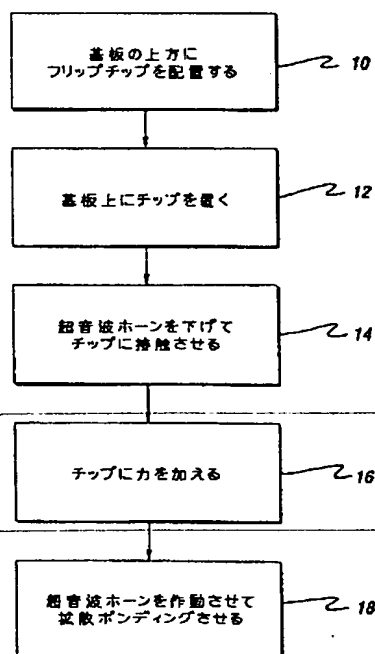 基板の上方に
フリップチップを配置する
10
基板上にチップを置く
12
超音波ホーンを下げて
チップに接触させる
14
チップに力を加える
16
超音波ホーンを作動させて
拡散ボンディングさせる
18